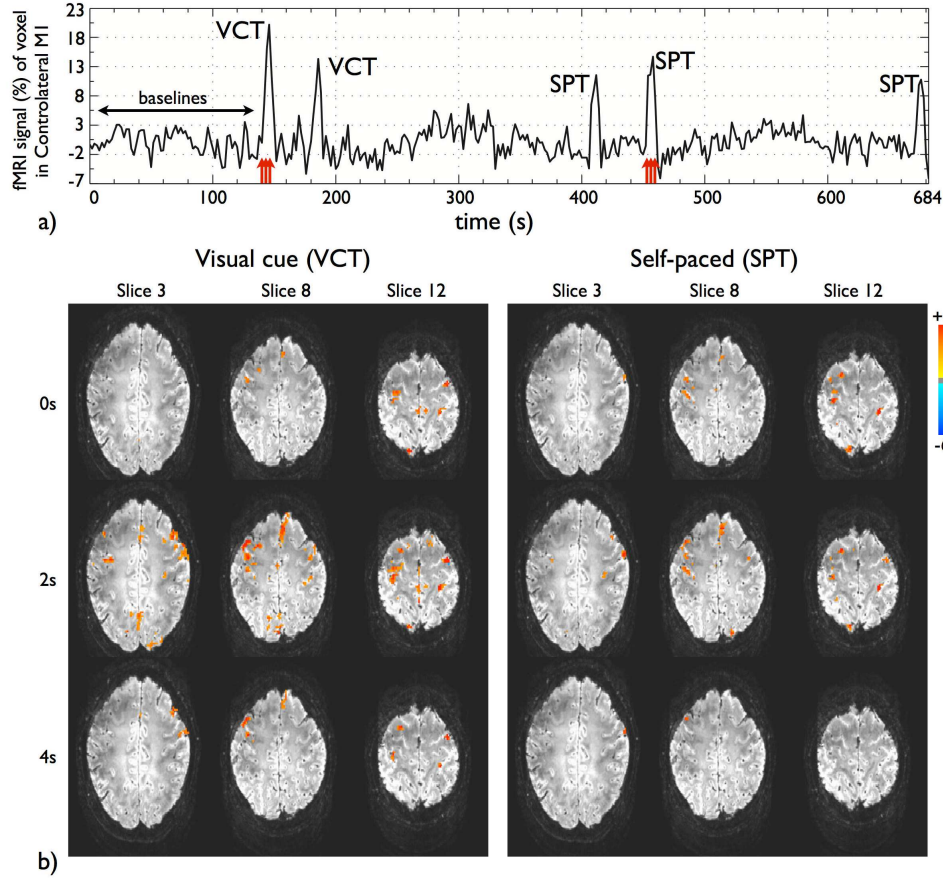 23
18
13
8
3
-2
-7
fMRI signal (%) of voxel
in Controlateral M1
VCT
VCT
SPT
SPT
SPT
baselines
0 100 200 300 400 500 600 684
time (s)
a)
Visual cue (VCT) Self-paced (SPT)
Slice 3 Slice 8 Slice 12 Slice 3 Slice 8 Slice 12
0s
2s
4s
+
b)